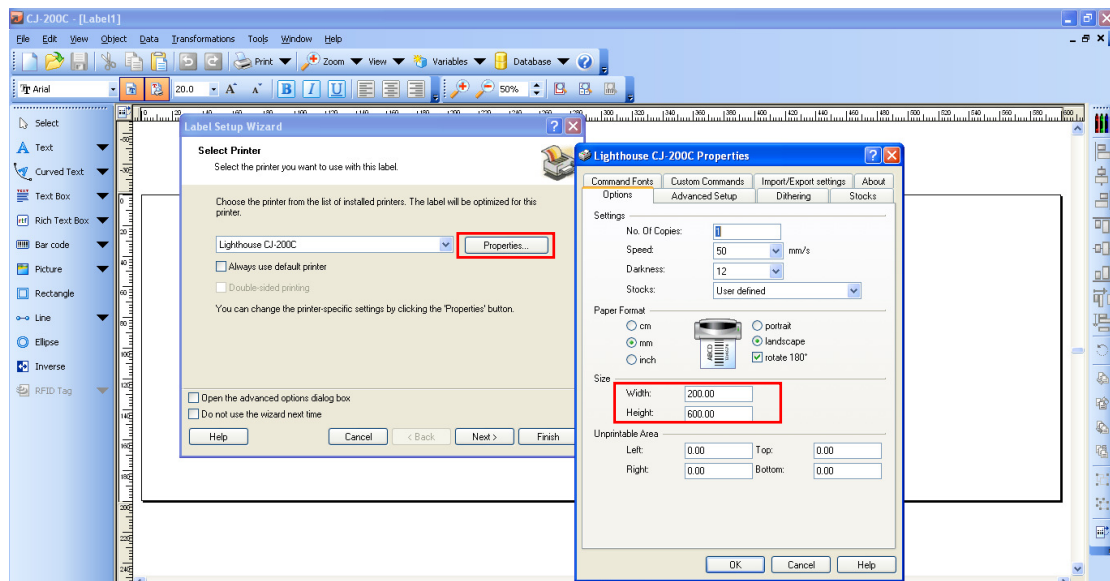 CJ-200C - [Label1]
File Edit View Object Data Transformations Tools Window Help
Print Zoom View Variables Database
Arial 20.0 A A B I U 50%
Select
Text
Curved Text
Text Box
Rich Text Box
Bar code
Picture
Rectangle
Line
Ellipse
Inverse
RFID Tag
Label Setup Wizard
Select Printer
Select the printer you want to use with this label.
Choose the printer from the list of installed printers. The label will be optimized for this
printer.
Lighthouse CJ-200C Properties...
Always use default printer
Double-sided printing
You can change the printer-specific settings by clicking the 'Properties' button.
Open the advanced options dialog box
Do not use the wizard next time
Help Cancel < Back Next > Finish
Lighthouse CJ-200C Properties
Command Fonts Custom Commands Import/Export settings About
Options Advanced Setup Dithering Stocks
Settings
No. Of Copies: 1
Speed: 50 mm/s
Darkness: 12
Stocks: User defined
Paper Format
cm portrait
mm landscape
inch rotate 180°
ABCD
Size
Width: 200.00
Height: 600.00
Unprintable Area
Left: 0.00 Top: 0.00
Right: 0.00 Bottom: 0.00
OK Cancel Help